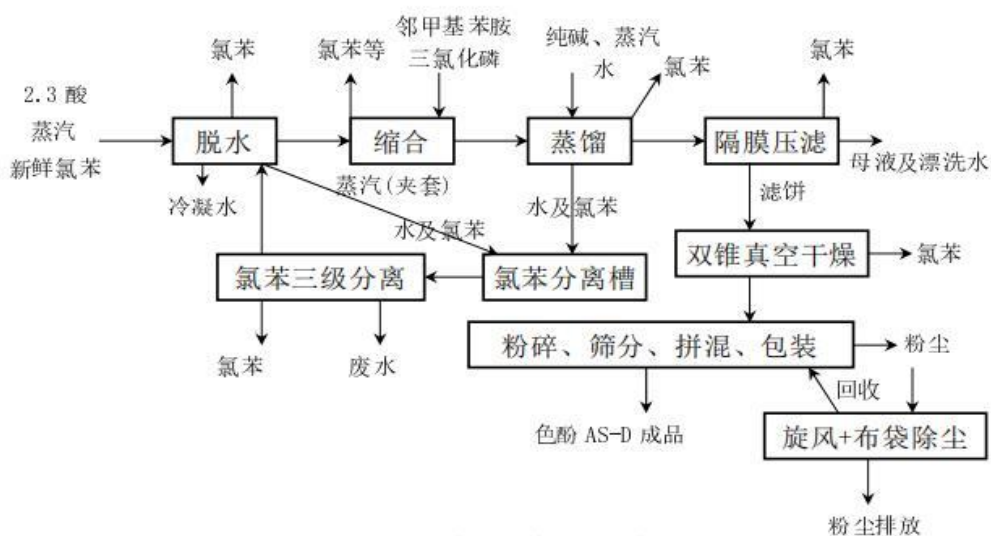 氯苯
氯苯等
邻甲基苯胺
三氯化磷
纯碱、蒸汽
水
氯苯
氯苯
2.3 酸
蒸汽
新鲜氯苯
脱水
缩合
蒸馏
隔膜压滤
母液及漂洗水
冷凝水
蒸汽(夹套)
水及氯苯
水及氯苯
滤饼
双锥真空干燥
氯苯
氯苯三级分离
氯苯分离槽
粉碎、筛分、拼混、包装
粉尘
氯苯
废水
回收
色酚 AS-D 成品
旋风+布袋除尘
粉尘排放